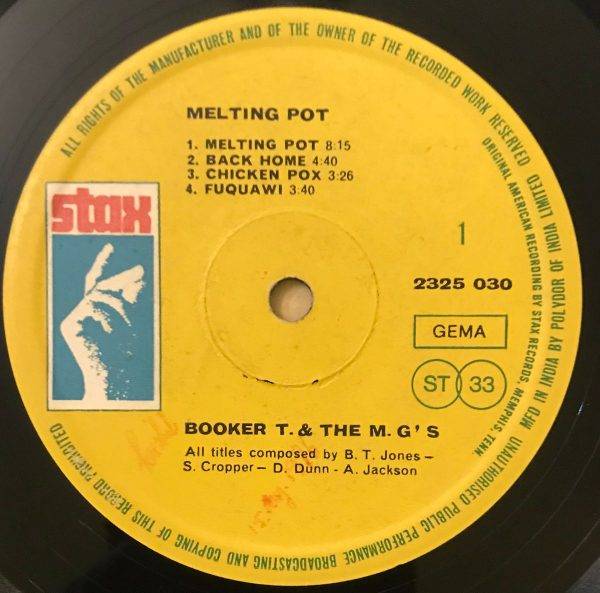 ALL RIGHTS OF THE MANUFACTURER AND OF THE OWNER OF THE RECORDED WORK RESERVED
UNAUTHORISED PUBLIC PERFORMANCE BROADCASTING AND COPYING OF THIS RECORD PROHIBITED
MFD IN INDIA BY POLYDOR OF INDIA LIMITED
ORIGINAL AMERICAN RECORDING BY STAX RECORDS, MEMPHIS, TENN.
MELTING POT
1. MELTING POT 8:15
2. BACK HOME 4:40
3. CHICKEN POX 3:26
4. FUQUAWI 3:40
stax
1
2325 030
GEMA
ST 33
BOOKER T. & THE M. G'S
All titles composed by B. T. Jones –
S. Cropper – D. Dunn - A. Jackson